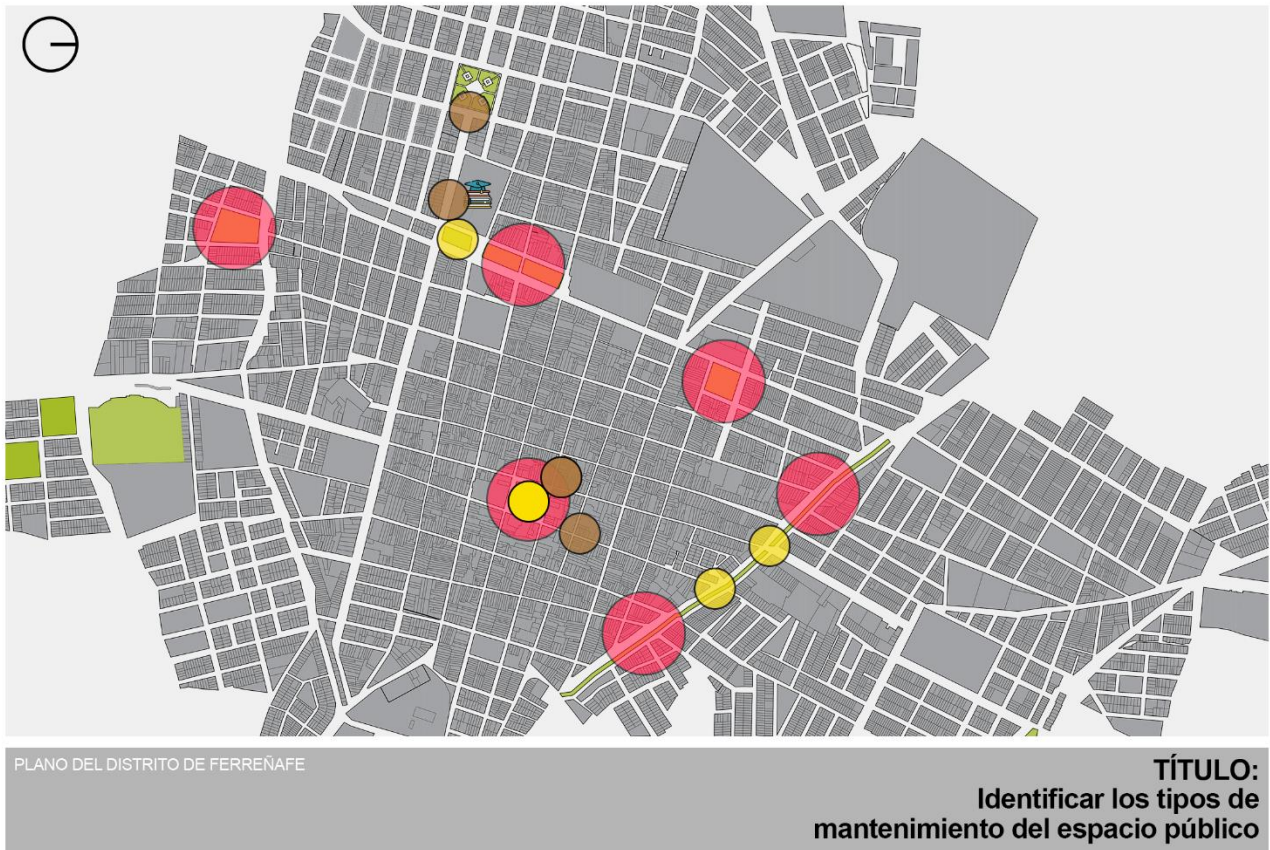 PLANO DEL DISTRITO DE FERREÑAFE
TÍTULO:
Identificar los tipos de
mantenimiento del espacio público